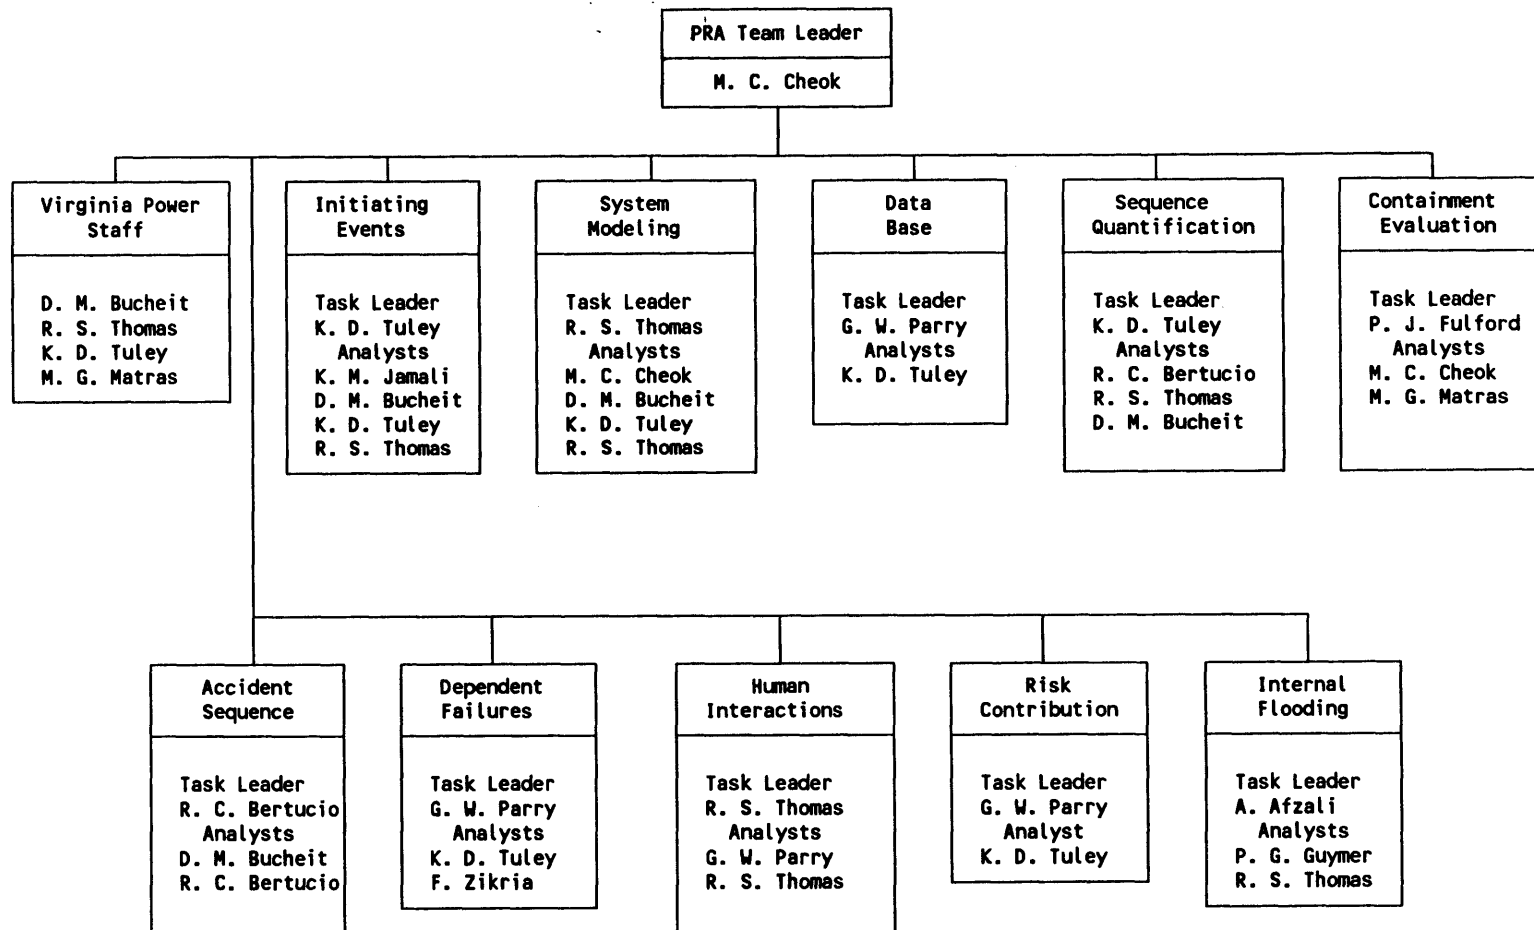 PRA Team Leader
M. C. Cheok
Virginia Power
Staff
D. M. Bucheit
R. S. Thomas
K. D. Tuley
M. G. Matras
Initiating
Events
Task Leader
K. D. Tuley
Analysts
K. M. Jamali
D. M. Bucheit
K. D. Tuley
R. S. Thomas
System
Modeling
Task Leader
R. S. Thomas
Analysts
M. C. Cheok
D. M. Bucheit
K. D. Tuley
R. S. Thomas
Data
Base
Task Leader
G. W. Parry
Analysts
K. D. Tuley
Sequence
Quantification
Task Leader
K. D. Tuley
Analysts
R. C. Bertucio
R. S. Thomas
D. M. Bucheit
Containment
Evaluation
Task Leader
P. J. Fulford
Analysts
M. C. Cheok
M. G. Matras
Accident
Sequence
Task Leader
R. C. Bertucio
Analysts
D. M. Bucheit
R. C. Bertucio
Dependent
Failures
Task Leader
G. W. Parry
Analysts
K. D. Tuley
F. Zikria
Human
Interactions
Task Leader
R. S. Thomas
Analysts
G. W. Parry
R. S. Thomas
Risk
Contribution
Task Leader
G. W. Parry
Analyst
K. D. Tuley
Internal
Flooding
Task Leader
A. Afzali
Analysts
P. G. Guymer
R. S. Thomas